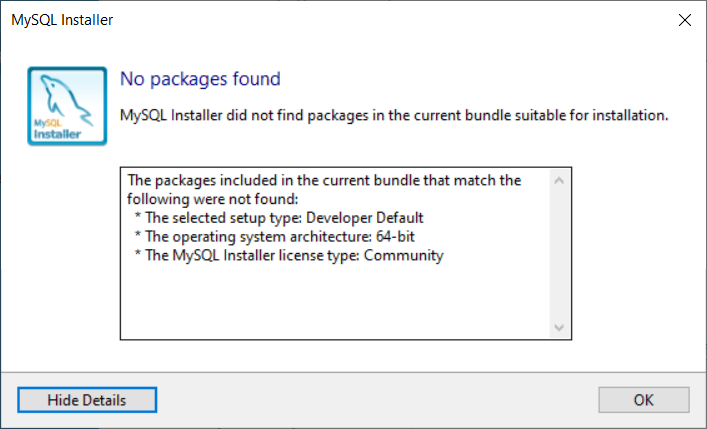 MySQL Installer
No packages found
MySQL Installer did not find packages in the current bundle suitable for installation.
MySQL
Installer
The packages included in the current bundle that match the
following were not found:
* The selected setup type: Developer Default
* The operating system architecture: 64-bit
* The MySQL Installer license type: Community
Hide Details
OK